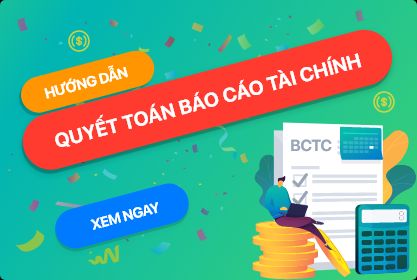 HƯỚNG DẪN
QUYẾT TOÁN BÁO CÁO TÀI CHÍNH
BCTC
XEM NGAY